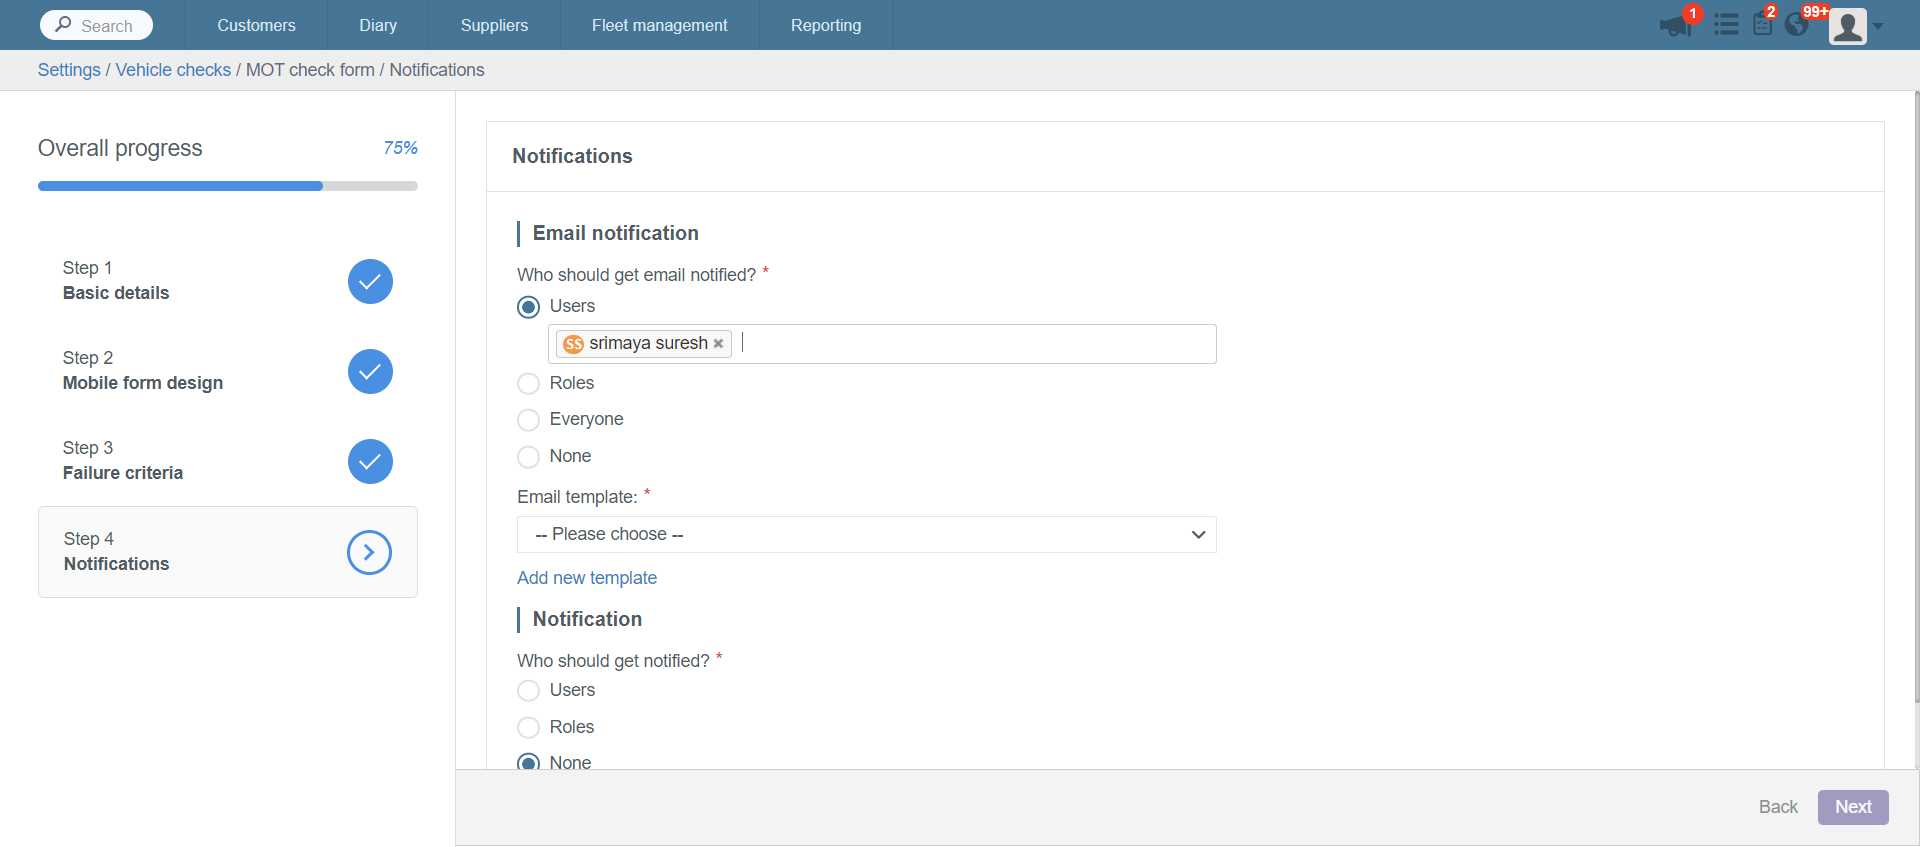 Search
Customers
Diary
Suppliers
Fleet management
Reporting
1
2
99+
Settings / Vehicle checks / MOT check form / Notifications
Overall progress
75%
Step 1
Basic details
Step 2
Mobile form design
Step 3
Failure criteria
Step 4
Notifications
Notifications
Email notification
Who should get email notified? *
Users
SS srimaya suresh ×
Roles
Everyone
None
Email template: *
-- Please choose --
Add new template
Notification
Who should get notified? *
Users
Roles
None
Back
Next